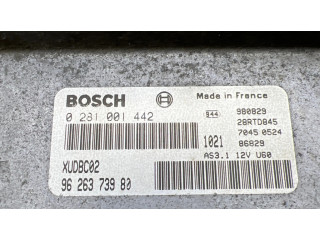 BOSCH
Made in France
0 281 001 442
844
980829
28RTD845
7045 0524
1021
86829
XUDBC02
AS3.1 12V V60
96 263 739 80